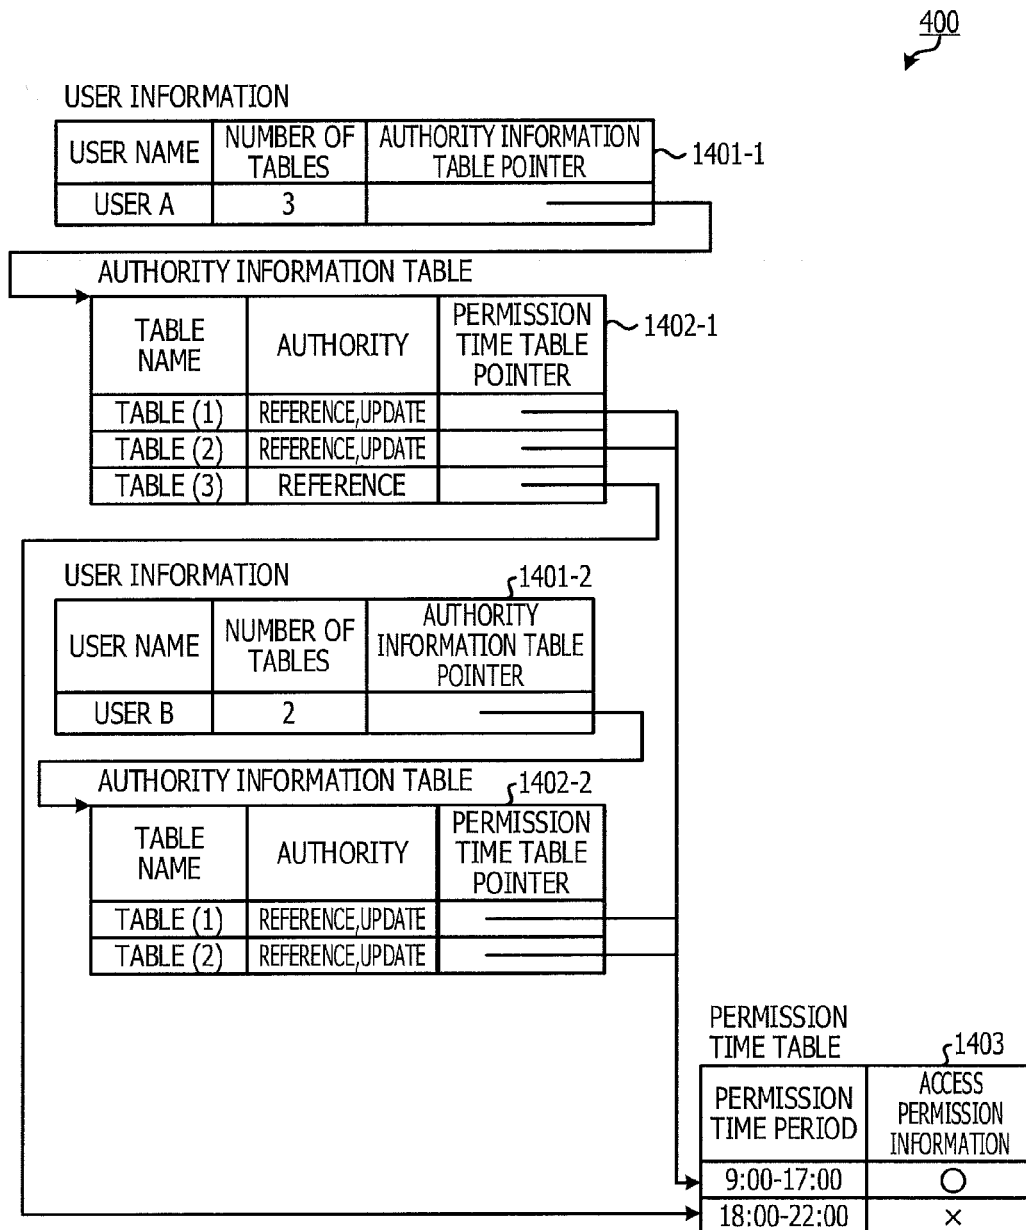 400
USER INFORMATION
USER NAME
NUMBER OF
TABLES
AUTHORITY INFORMATION
TABLE POINTER
1401-1
USER A
3
AUTHORITY INFORMATION TABLE
TABLE
NAME
AUTHORITY
PERMISSION
TIME TABLE
POINTER
1402-1
TABLE (1)
REFERENCE,UPDATE
TABLE (2)
REFERENCE,UPDATE
TABLE (3)
REFERENCE
USER INFORMATION
1401-2
USER NAME
NUMBER OF
TABLES
AUTHORITY
INFORMATION TABLE
POINTER
USER B
2
AUTHORITY INFORMATION TABLE
1402-2
TABLE
NAME
AUTHORITY
PERMISSION
TIME TABLE
POINTER
TABLE (1)
REFERENCE,UPDATE
TABLE (2)
REFERENCE,UPDATE
PERMISSION
TIME TABLE
1403
PERMISSION
TIME PERIOD
ACCESS
PERMISSION
INFORMATION
9:00-17:00
○
18:00-22:00
×